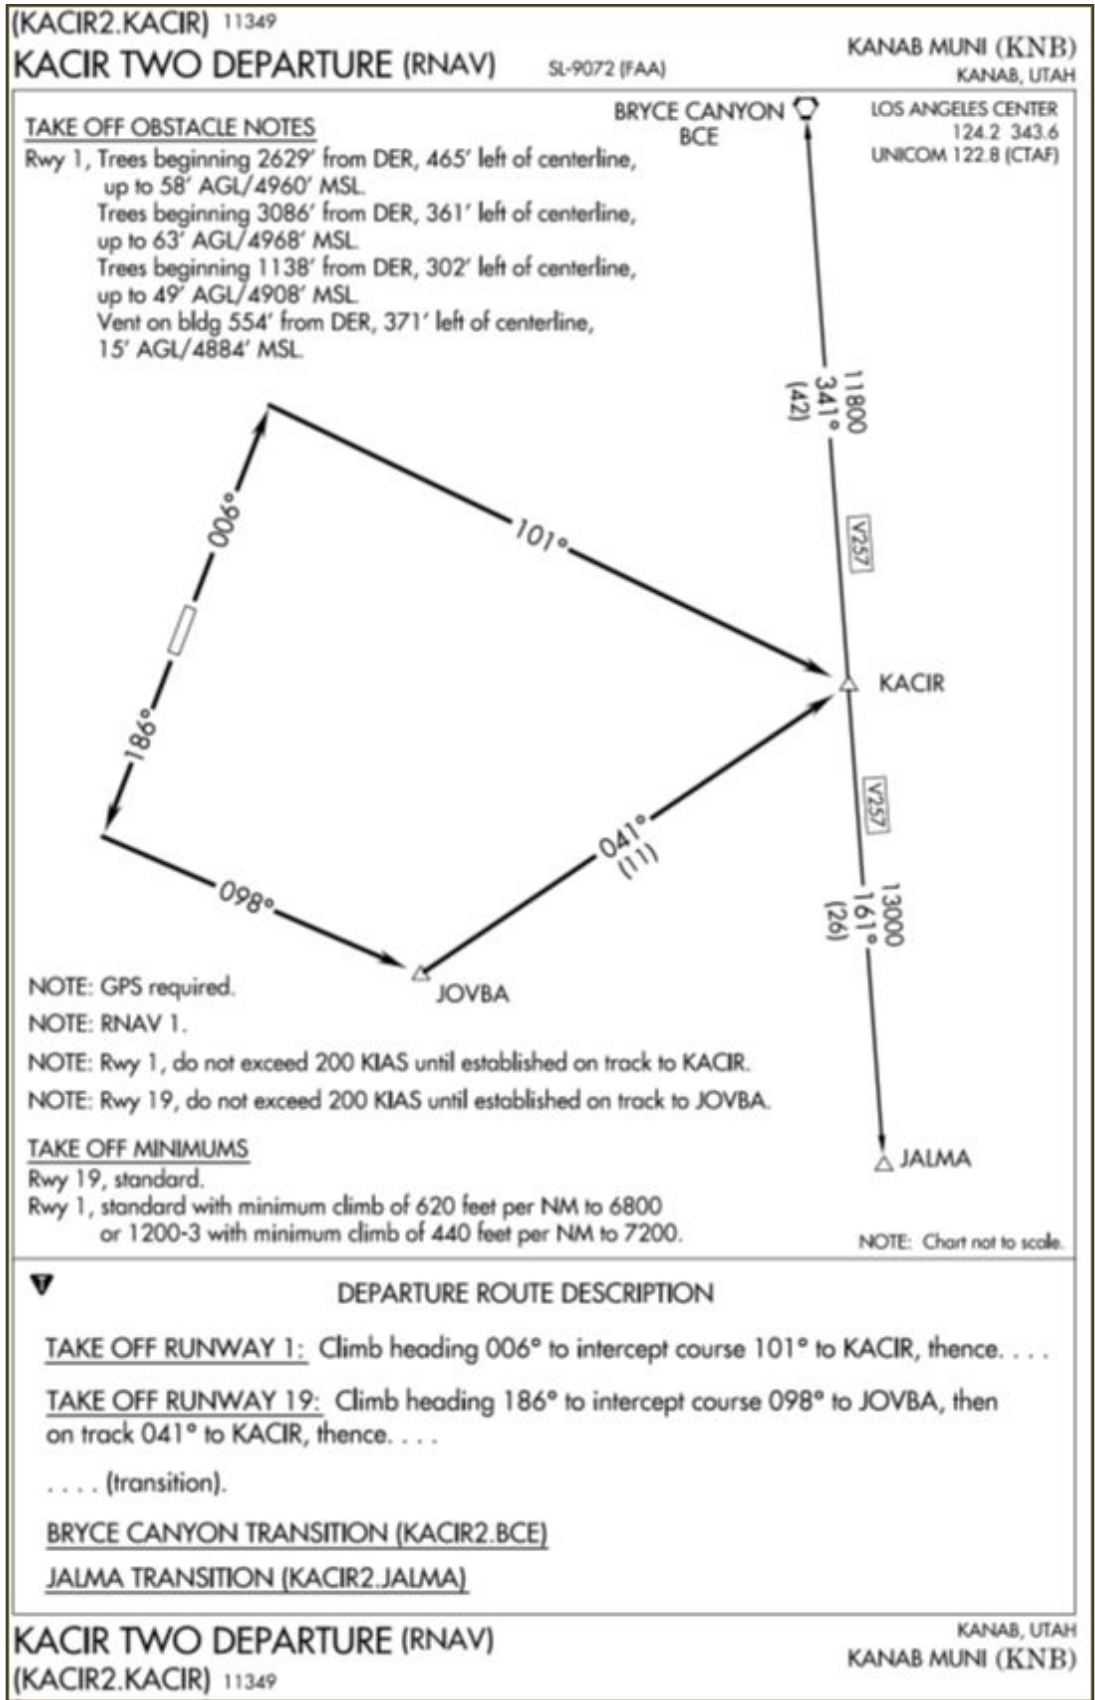 (KACIR2.KACIR) 11349
KACIR TWO DEPARTURE (RNAV)
SL-9072 (FAA)
KANAB MUNI (KNB)
KANAB, UTAH
TAKE OFF OBSTACLE NOTES
Rwy 1, Trees beginning 2629' from DER, 465' left of centerline,
up to 58' AGL/4960' MSL.
Trees beginning 3086' from DER, 361' left of centerline,
up to 63' AGL/4968' MSL.
Trees beginning 1138' from DER, 302' left of centerline,
up to 49' AGL/4908' MSL.
Vent on bldg 554' from DER, 371' left of centerline,
15' AGL/4884' MSL.
BRYCE CANYON
BCE
LOS ANGELES CENTER
124.2 343.6
UNICOM 122.8 (CTAF)
11800
341°
(42)
006°
101°
V257
KACIR
186°
V257
041°
(11)
098°
13000
161°
(26)
JOVBA
JALMA
NOTE: GPS required.
NOTE: RNAV 1.
NOTE: Rwy 1, do not exceed 200 KIAS until established on track to KACIR.
NOTE: Rwy 19, do not exceed 200 KIAS until established on track to JOVBA.
TAKE OFF MINIMUMS
Rwy 19, standard.
Rwy 1, standard with minimum climb of 620 feet per NM to 6800
or 1200-3 with minimum climb of 440 feet per NM to 7200.
NOTE: Chart not to scale.
T
DEPARTURE ROUTE DESCRIPTION
TAKE OFF RUNWAY 1: Climb heading 006° to intercept course 101° to KACIR, thence. . . .
TAKE OFF RUNWAY 19: Climb heading 186° to intercept course 098° to JOVBA, then
on track 041° to KACIR, thence. . . .
. . . . (transition).
BRYCE CANYON TRANSITION (KACIR2.BCE)
JALMA TRANSITION (KACIR2.JALMA)
KACIR TWO DEPARTURE (RNAV)
(KACIR2.KACIR) 11349
KANAB, UTAH
KANAB MUNI (KNB)